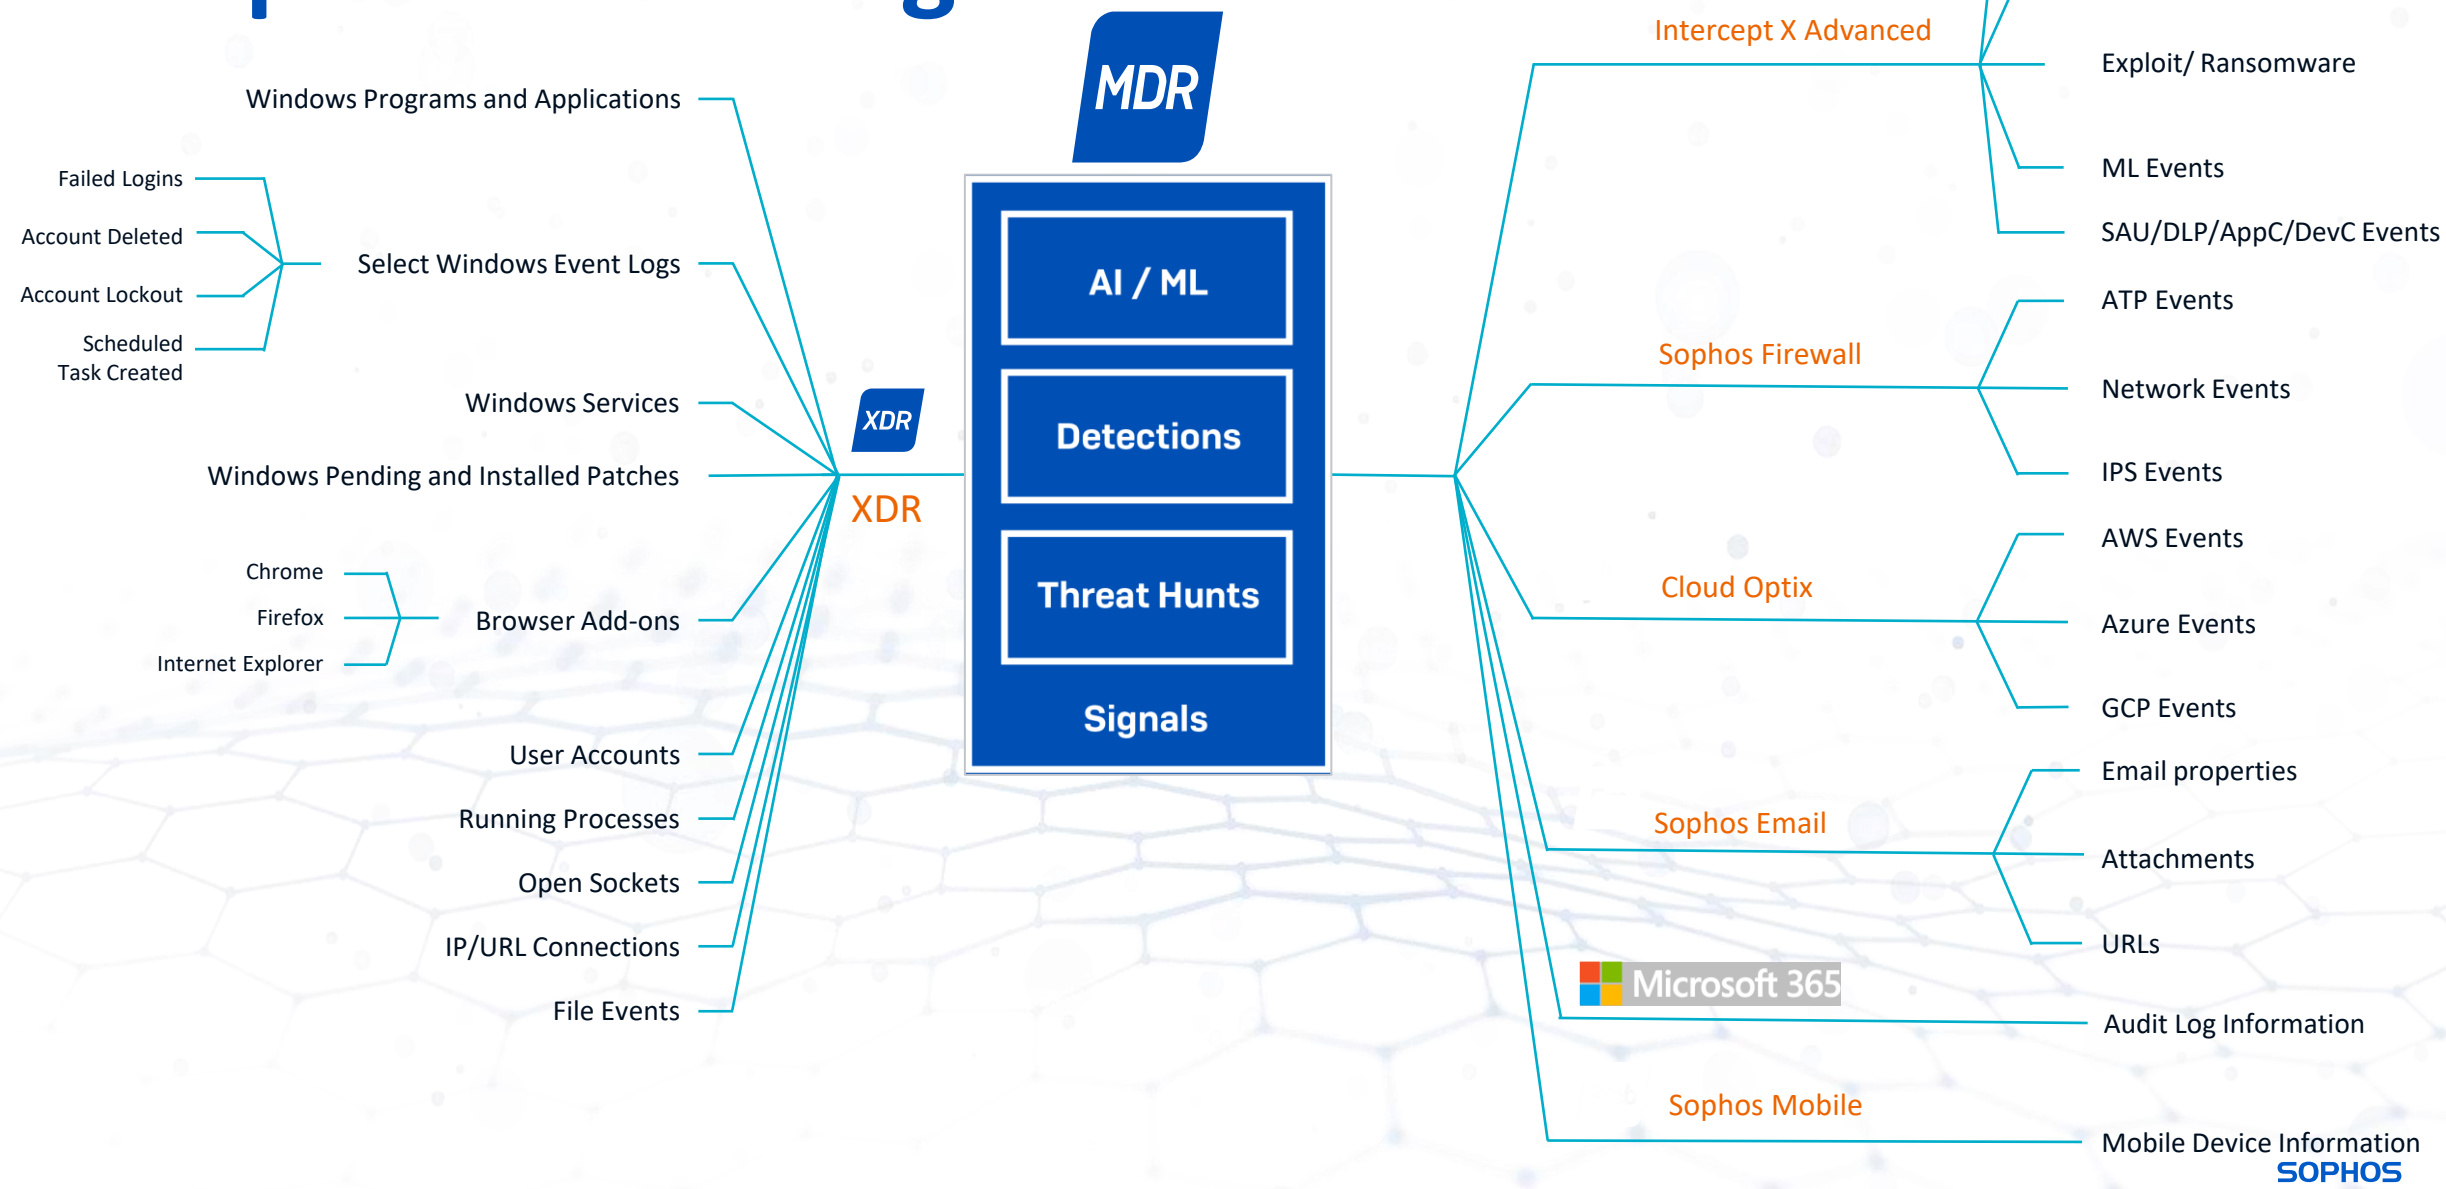 MDR
Windows Programs and Applications
Failed Logins
Account Deleted
Account Lockout
Scheduled
Task Created
Select Windows Event Logs
Windows Services
Windows Pending and Installed Patches
Chrome
Firefox
Internet Explorer
Browser Add-ons
User Accounts
Running Processes
Open Sockets
IP/URL Connections
File Events
XDR
XDR
AI / ML
Detections
Threat Hunts
Signals
Intercept X Advanced
Exploit/ Ransomware
ML Events
SAU/DLP/AppC/DevC Events
Sophos Firewall
ATP Events
Network Events
IPS Events
Cloud Optix
AWS Events
Azure Events
GCP Events
Sophos Email
Email properties
Attachments
URLs
Microsoft 365
Audit Log Information
Sophos Mobile
Mobile Device Information
SOPHOS